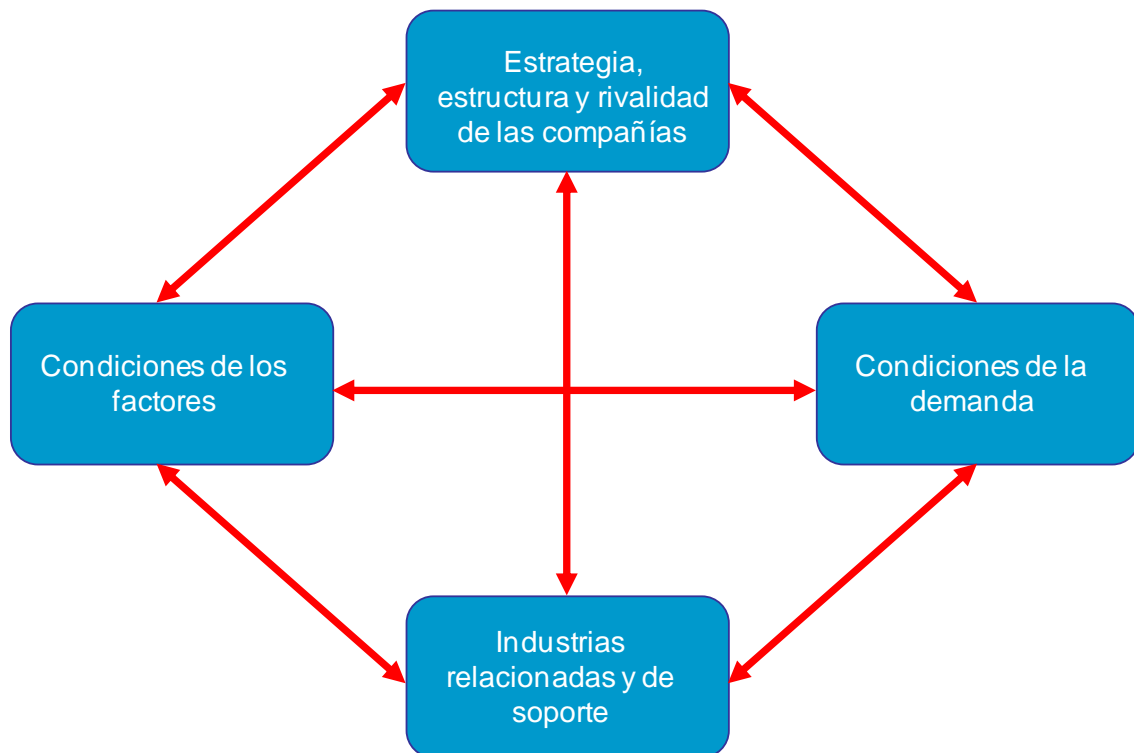 Estrategia,
estructura y rivalidad
de las compañías
Condiciones de los
factores
Condiciones de la
demanda
Industrias
relacionadas y de
soporte